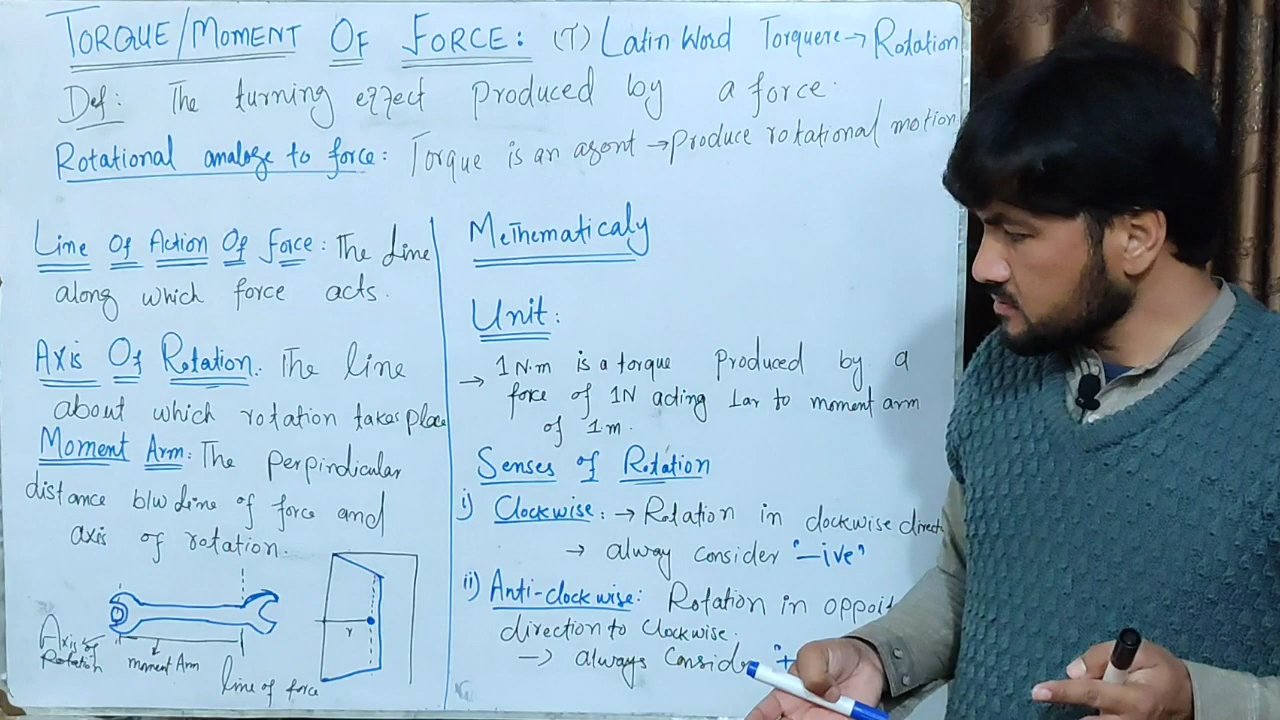 TORQUE/MOMENT OF FORCE: (T) Latin Word Torquere→ Rotation
Def: The turning effect produced by a force.
Rotational analoge to force: Torque is an agent → produce rotational motion
Line Of Action Of Force: The line
along which force acts.
Axis Of Rotation. The line
about which rotation takes place
Moment Arm: The perpindicular
distance b/w line of force and
axis of rotation.
Axis of
Rotation
moment Arm
line of force
r
Methematicaly
Unit:
→ 1 N.m is a torque produced by a
force of 1N acting ⊥ar to moment arm
of 1m.
Senses of Rotation
i) Clockwise: → Rotation in clockwise direct
→ alway consider "-ive"
ii) Anti-clockwise: Rotation in opposit
direction to Clockwise.
→ always Consider "+